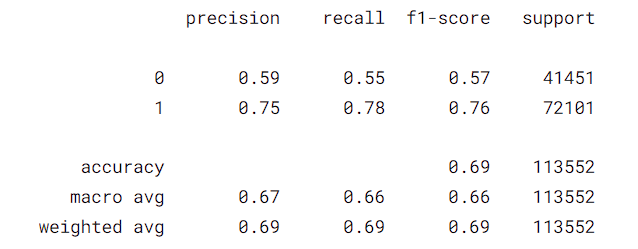 precision recall f1-score support
0 0.59 0.55 0.57 41451
1 0.75 0.78 0.76 72101
accuracy 0.69 113552
macro avg 0.67 0.66 0.66 113552
weighted avg 0.69 0.69 0.69 113552